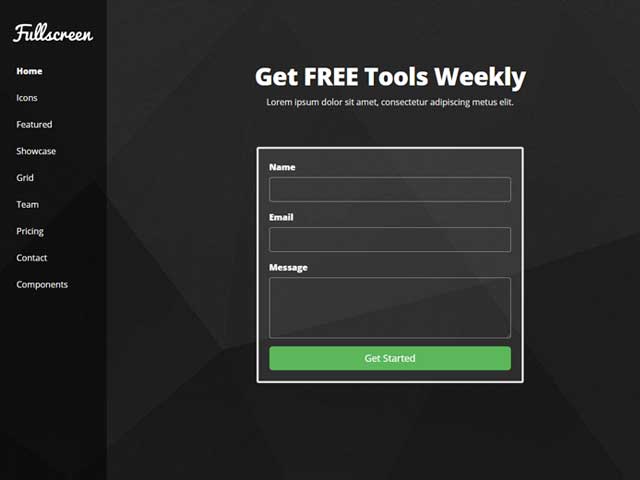 Fullscreen
Home
Icons
Featured
Showcase
Grid
Team
Pricing
Contact
Components
Get FREE Tools Weekly
Lorem ipsum dolor sit amet, consectetur adipiscing metus elit.
Name
Email
Message
Get Started